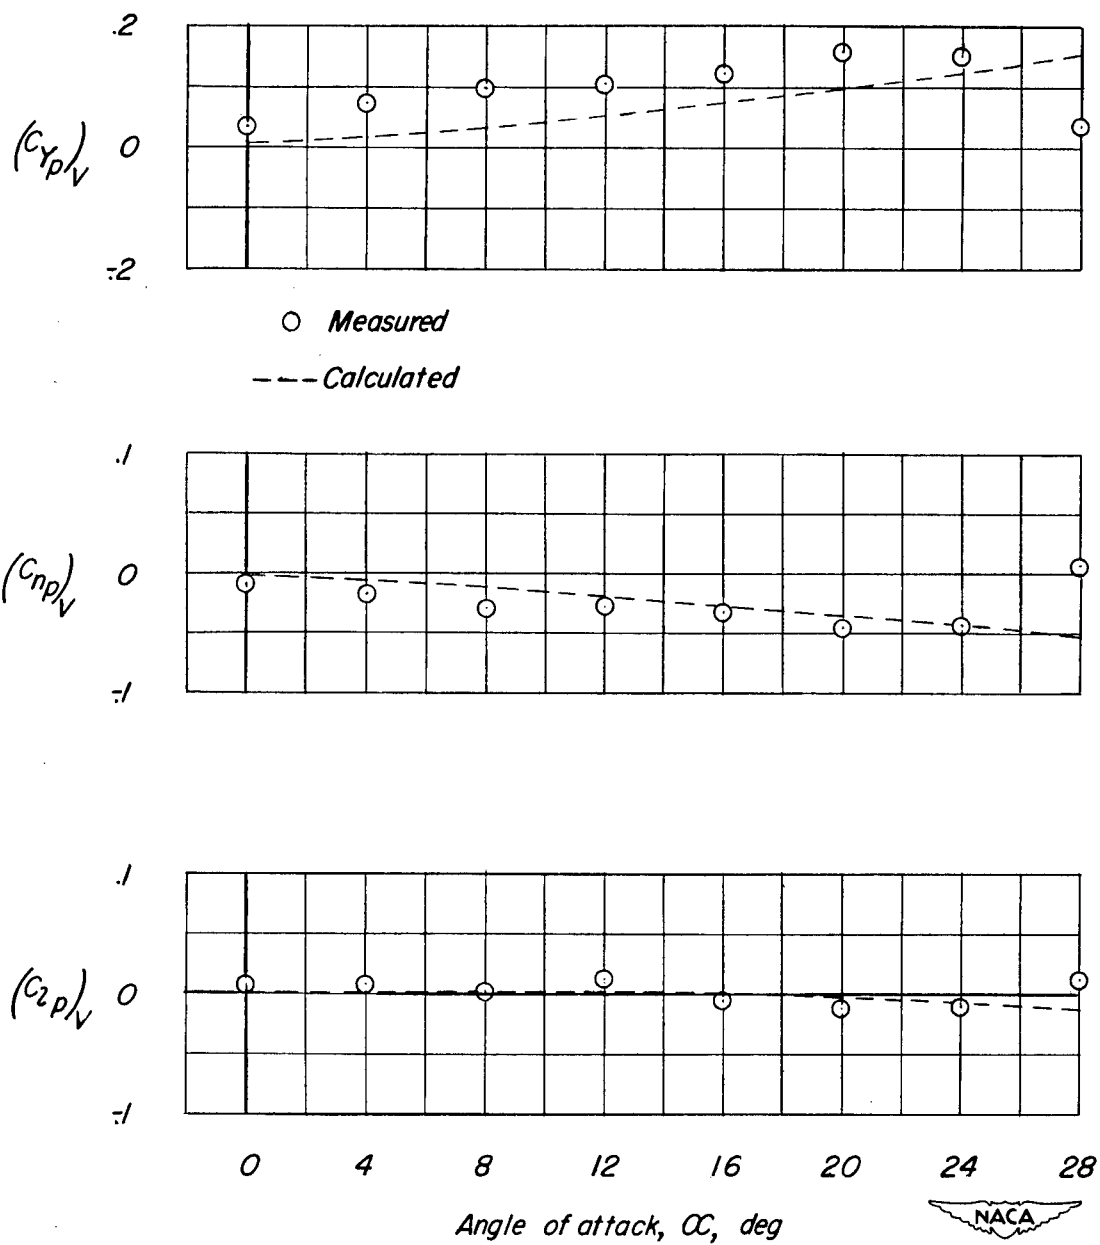 .2
(C_Yp)_V 0
-.2
Measured
Calculated
.1
(C_np)_V 0
-.1
.1
(C_lp)_V 0
-.1
0 4 8 12 16 20 24 28
Angle of attack, α, deg
NACA